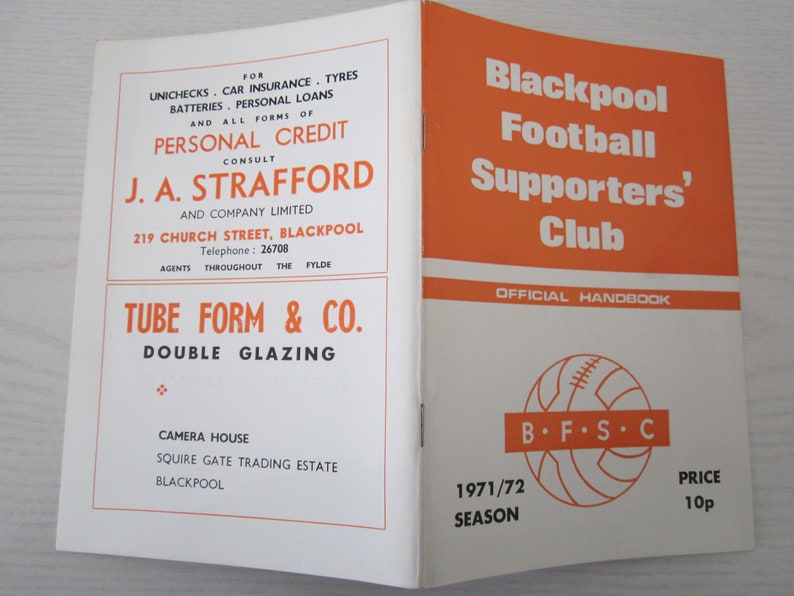 FOR
UNICHECKS . CAR INSURANCE . TYRES
BATTERIES . PERSONAL LOANS
AND ALL FORMS OF
PERSONAL CREDIT
CONSULT
J. A. STRAFFORD
AND COMPANY LIMITED
219 CHURCH STREET, BLACKPOOL
Telephone : 26708
AGENTS THROUGHOUT THE FYLDE
TUBE FORM & CO.
DOUBLE GLAZING
CAMERA HOUSE
SQUIRE GATE TRADING ESTATE
BLACKPOOL
Blackpool
Football
Supporters'
Club
OFFICIAL HANDBOOK
B · F · S · C
1971/72
SEASON
PRICE
10p